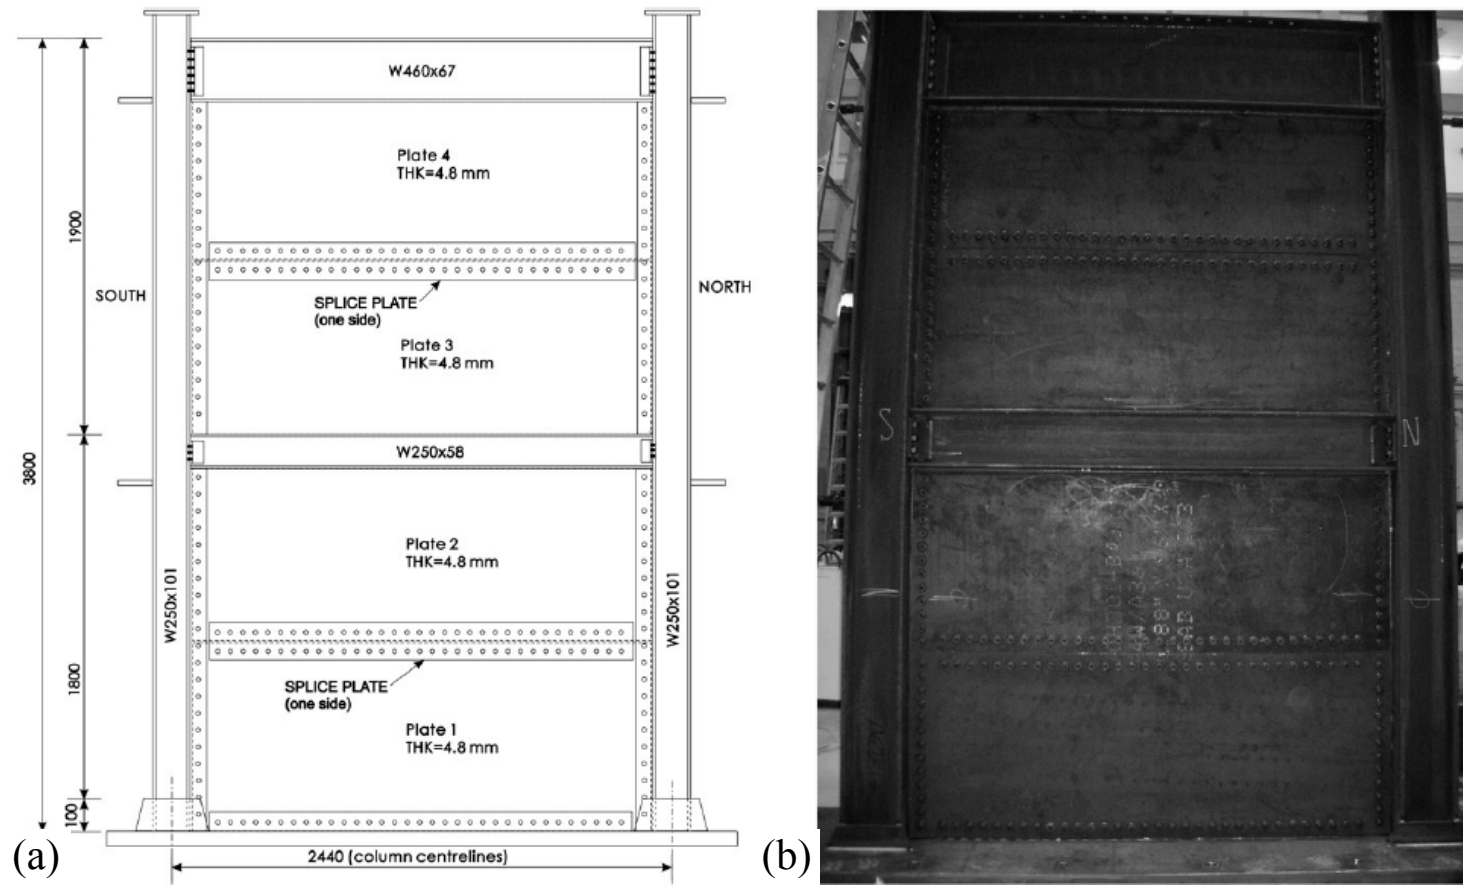 W460x67
Plate 4
THK=4.8 mm
1900
SOUTH
SPLICE PLATE
(one side)
NORTH
Plate 3
THK=4.8 mm
3800
W250x58
Plate 2
THK=4.8 mm
W250x101
W250x101
1800
SPLICE PLATE
(one side)
Plate 1
THK=4.8 mm
100
2440 (column centrelines)
(a)
S
N
(b)